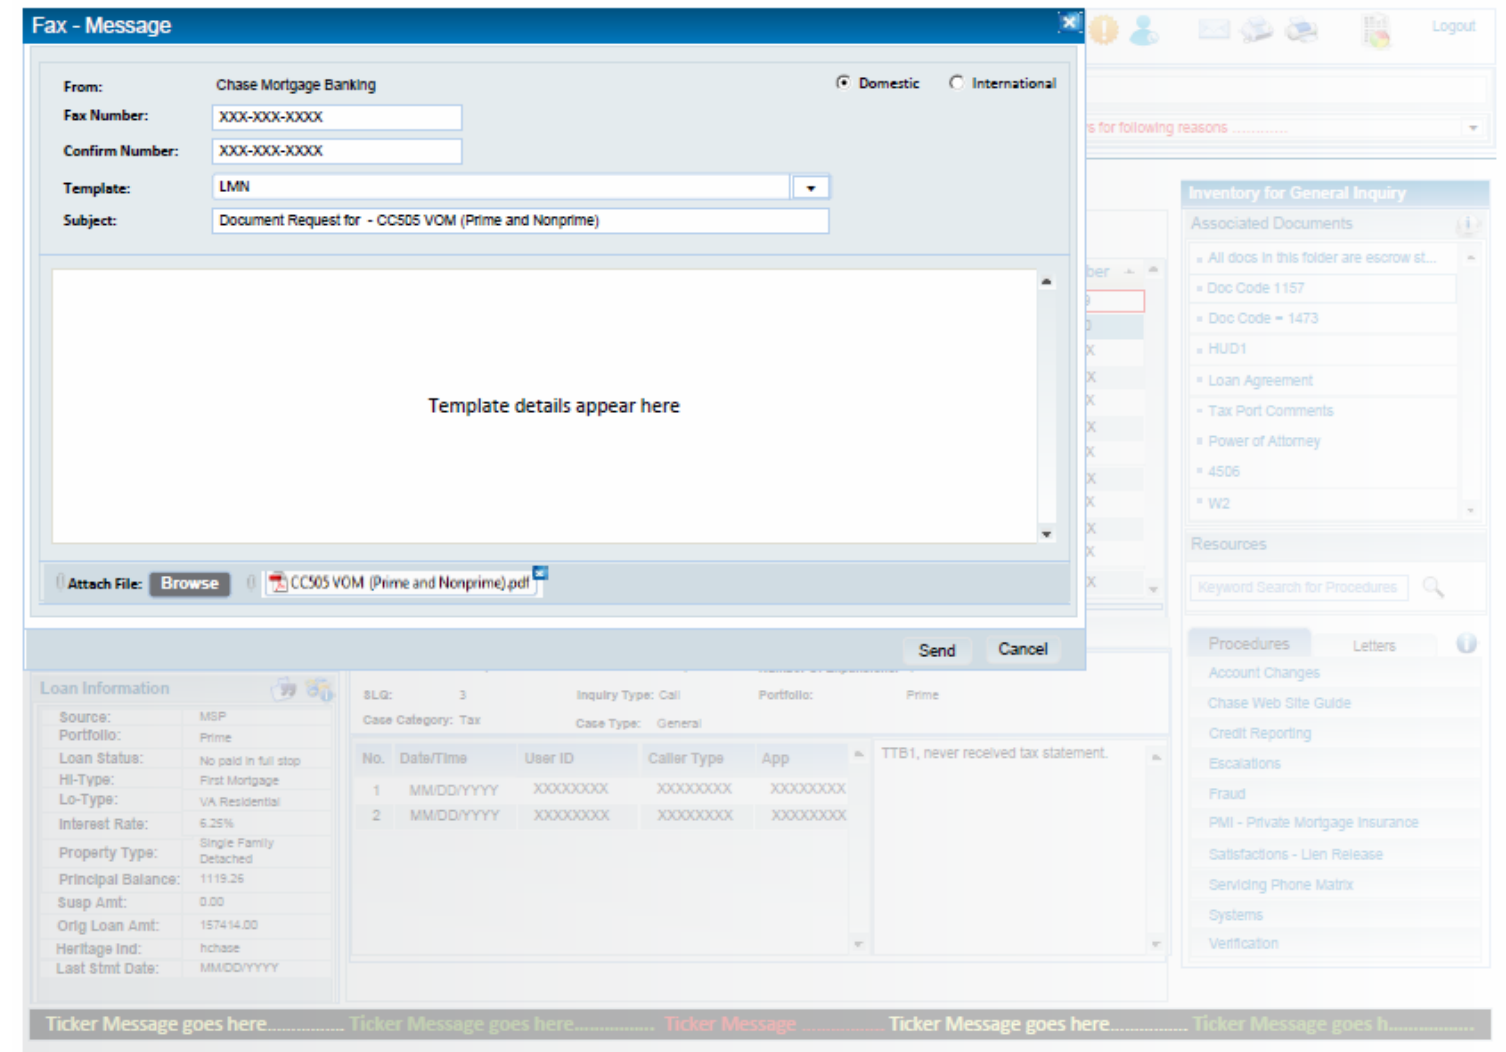 Fax - Message
Logout
From: Chase Mortgage Banking
Domestic International
Fax Number: XXX-XXX-XXXX
Confirm Number: XXX-XXX-XXXX
Template: LMN
Subject: Document Request for - CC505 VOM (Prime and Nonprime)
Template details appear here
Attach File: Browse CC505 VOM (Prime and Nonprime).pdf
Send Cancel
s for following reasons ............
ber
X
X
X
X
X
X
X
X
X
X
Inventory for General Inquiry
Associated Documents
All docs in this folder are escrow st...
Doc Code 1157
Doc Code = 1473
HUD1
Loan Agreement
Tax Port Comments
Power of Attorney
4506
W2
Resources
Keyword Search for Procedures
Procedures Letters
Account Changes
Chase Web Site Guide
Credit Reporting
Escalations
Fraud
PMI - Private Mortgage Insurance
Satisfactions - Lien Release
Servicing Phone Matrix
Systems
Verification
Loan Information
Source: MSP
Portfolio: Prime
Loan Status: No paid in full stop
Hi-Type: First Mortgage
Lo-Type: VA Residential
Interest Rate: 6.25%
Property Type: Single Family
Detached
Principal Balance: 1119.26
Susp Amt: 0.00
Orig Loan Amt: 157414.00
Heritage Ind: hchase
Last Stmt Date: MM/DD/YYYY
SLQ: 3 Inquiry Type: Call Portfolio: Prime
Case Category: Tax Case Type: General
No. Date/Time User ID Caller Type App
1 MM/DD/YYYY XXXXXXXX XXXXXXXX XXXXXXXX
2 MM/DD/YYYY XXXXXXXX XXXXXXXX XXXXXXXX
TTB1, never received tax statement.
Ticker Message goes here................ Ticker Message goes here................ Ticker Message ................ Ticker Message goes here................ Ticker Message goes h.................